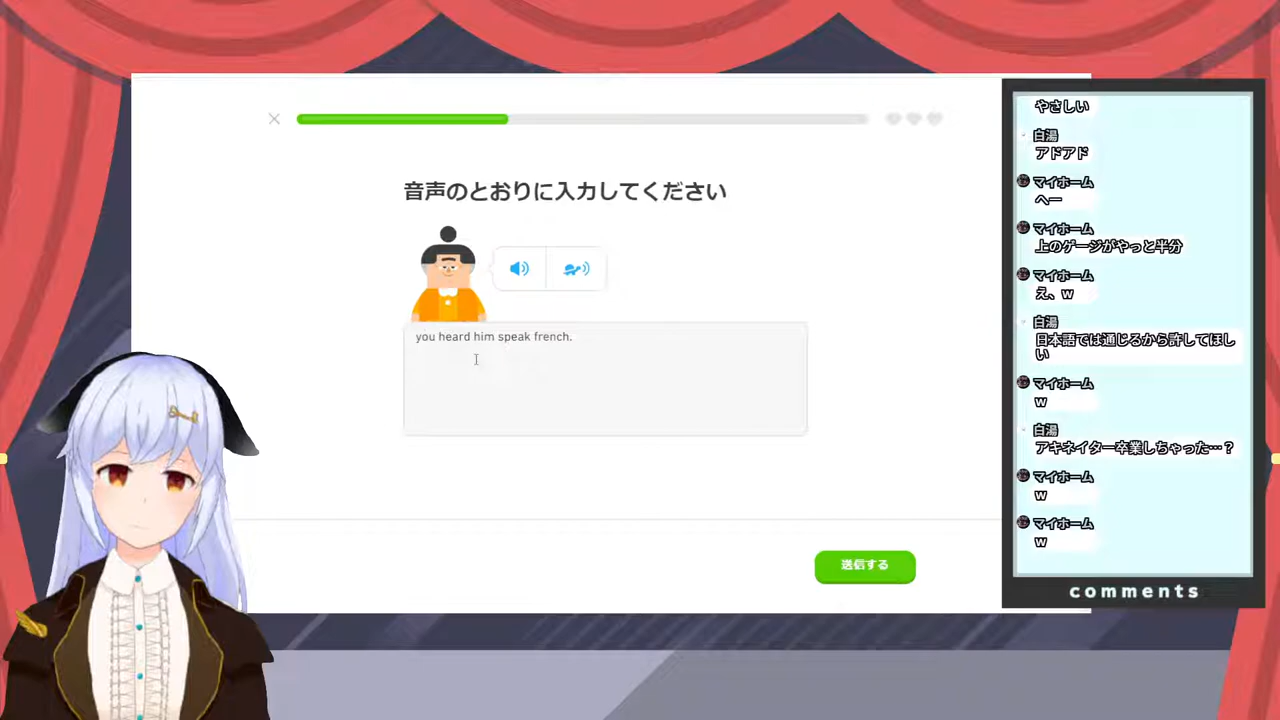 音声のとおりに入力してください
you heard him speak french.
送信する
やさしい
白湯
アドアド
マイホーム
へー
マイホーム
上のゲージがやっと半分
マイホーム
え、w
白湯
日本語では通じるから許してほし
い
マイホーム
w
白湯
アキネイター卒業しちゃった…？
マイホーム
w
マイホーム
w
comments